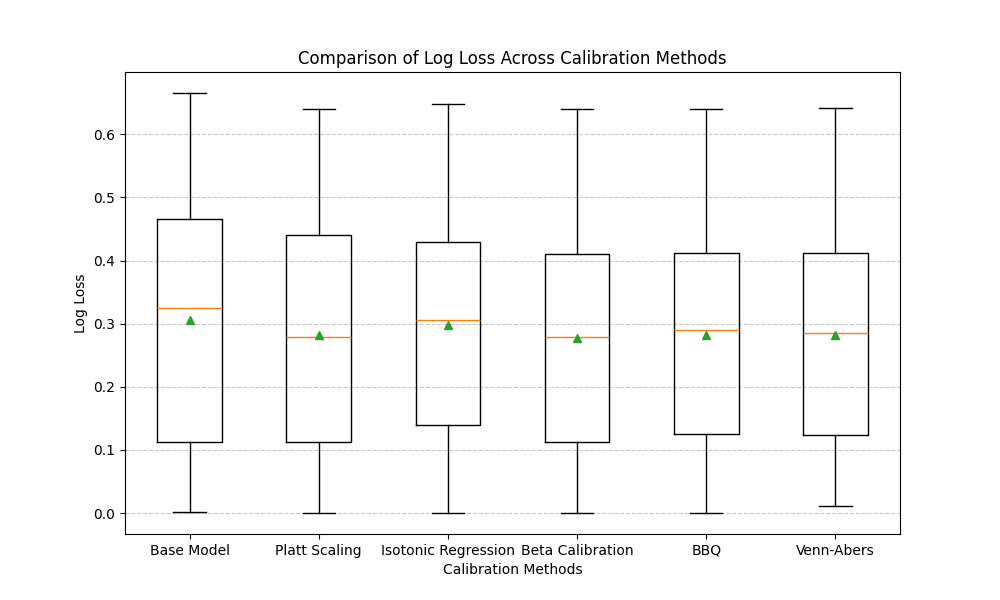 Comparison of Log Loss Across Calibration Methods
Log Loss
0.6
0.5
0.4
0.3
0.2
0.1
0.0
Base Model Platt Scaling Isotonic Regression Beta Calibration BBQ Venn-Abers
Calibration Methods